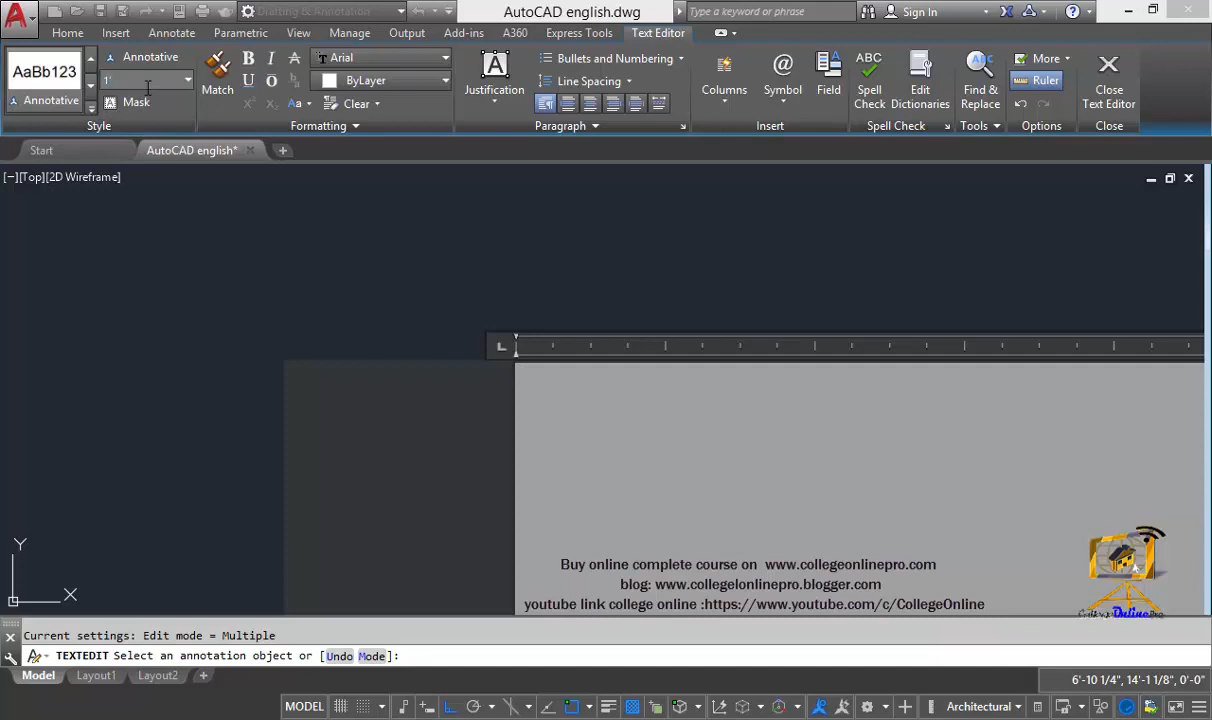 Drafting & Annotation
AutoCAD english.dwg
Type a keyword or phrase
Sign In
Home
Insert
Annotate
Parametric
View
Manage
Output
Add-ins
A360
Express Tools
Text Editor
AaBb123
Annotative
Annotative
1'
Mask
Style
Match
B
I
A
U
O
Arial
ByLayer
Aa
Clear
Formatting
Justification
Bullets and Numbering
Line Spacing
Paragraph
Columns
Symbol
Field
Insert
ABC
Spell Check
Edit Dictionaries
Spell Check
Find & Replace
Tools
More
Ruler
Options
Close Text Editor
Close
Start
AutoCAD english*
[−][Top][2D Wireframe]
Buy online complete course on www.collegeonlinepro.com
blog: www.collegelonlinepro.blogger.com
youtube link college online :https://www.youtube.com/c/CollegeOnline
Online Pro
Y
X
Current settings: Edit mode = Multiple
TEXTEDIT Select an annotation object or [Undo Mode]:
Model
Layout1
Layout2
6'-10 1/4", 14'-1 1/8", 0'-0"
MODEL
Architectural